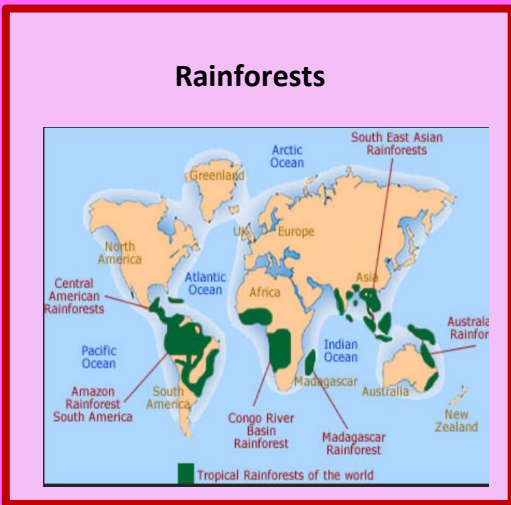 Rainforests
South East Asian
Rainforests
Arctic
Ocean
Greenland
UK
Europe
North
America
Atlantic
Ocean
Asia
Africa
Central
American
Rainforests
Indian
Ocean
Pacific
Ocean
Madagascar
Australia
Amazon
Rainforest
South America
South
America
Congo River
Basin
Rainforest
Madagascar
Rainforest
New
Zealand
Tropical Rainforests of the world